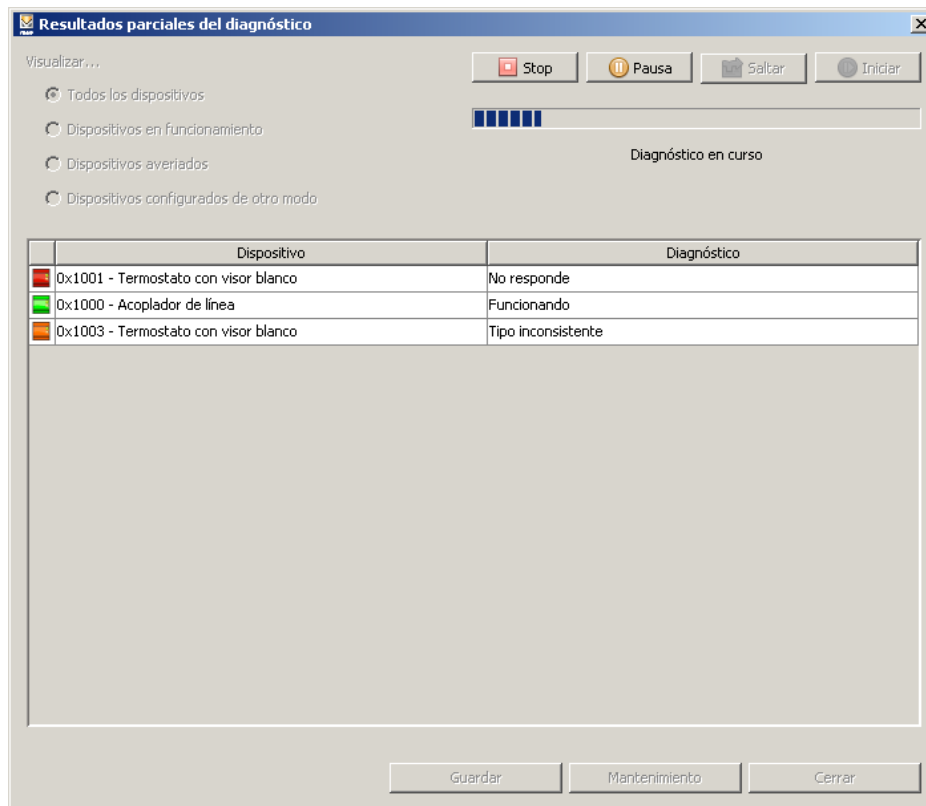 Resultados parciales del diagnóstico
Visualizar...
Stop
Pausa
Saltar
Iniciar
Todos los dispositivos
Dispositivos en funcionamiento
Dispositivos averiados
Dispositivos configurados de otro modo
Diagnóstico en curso
Dispositivo Diagnóstico
0x1001 - Termostato con visor blanco No responde
0x1000 - Acoplador de línea Funcionando
0x1003 - Termostato con visor blanco Tipo inconsistente
Guardar Mantenimiento Cerrar